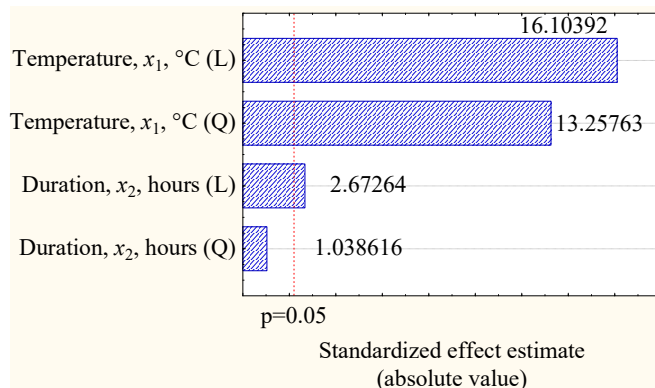 16.10392
Temperature, x₁, °C (L)
Temperature, x₁, °C (Q)
13.25763
Duration, x₂, hours (L)
2.67264
Duration, x₂, hours (Q)
1.038616
p=0.05
Standardized effect estimate
(absolute value)